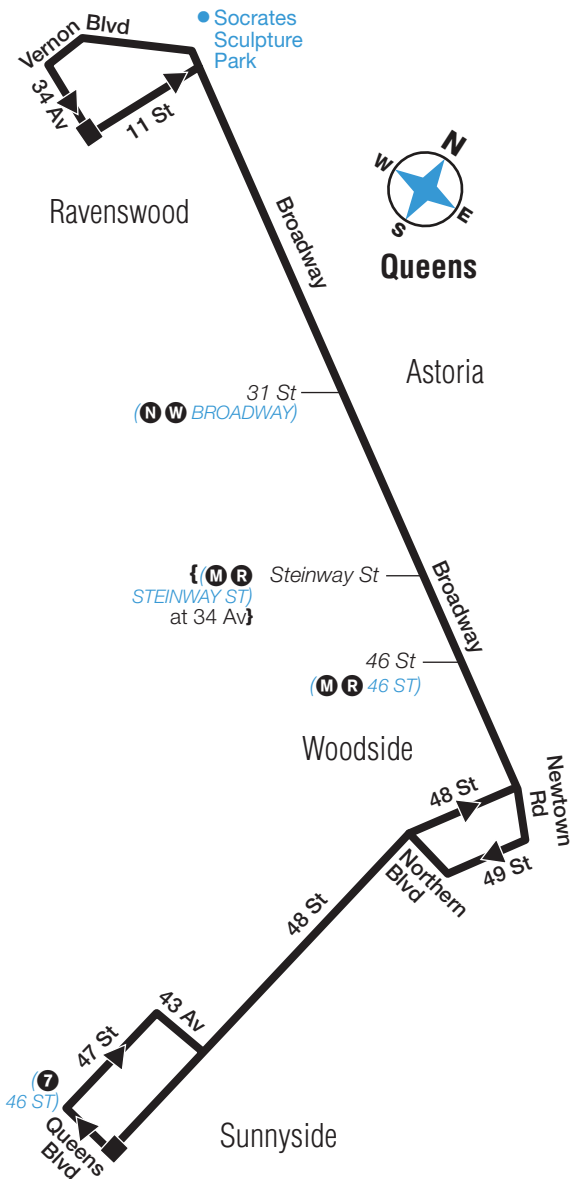 Socrates
Sculpture
Park
Vernon Blvd
34 Av
11 St
Ravenswood
N
W
E
S
Queens
Broadway
Astoria
31 St
(N W BROADWAY)
{(M R
STEINWAY ST)
at 34 Av}
Steinway St
Broadway
46 St
(M R 46 ST)
Woodside
48 St
Newtown
Rd
49 St
Northern
Blvd
48 St
43 Av
47 St
(7
46 ST)
Queens
Blvd
Sunnyside